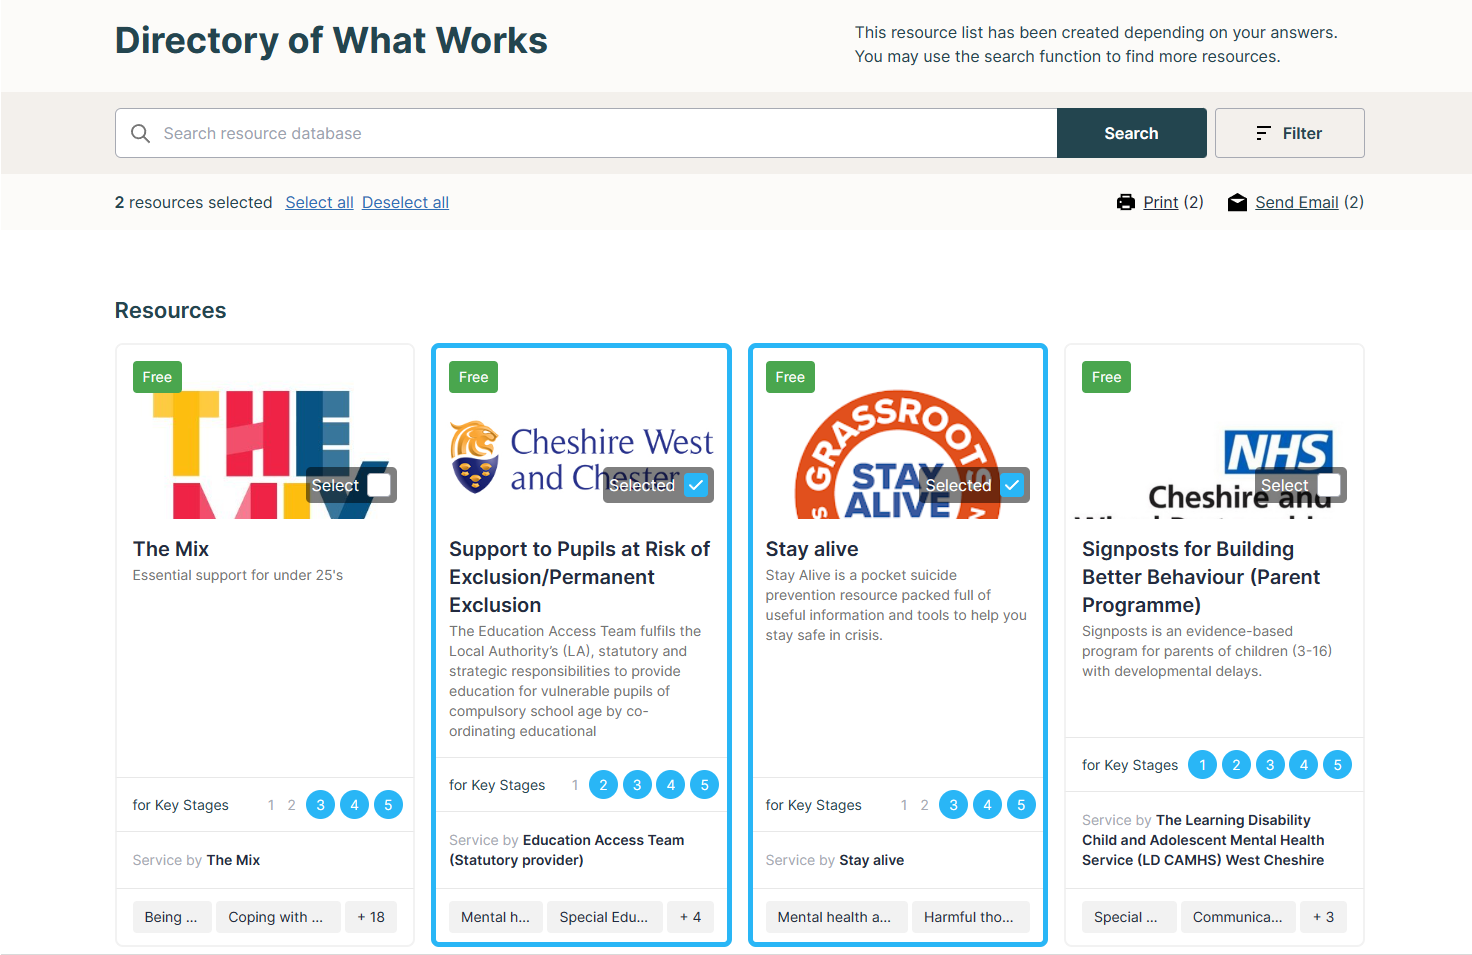 Directory of What Works
This resource list has been created depending on your answers.
You may use the search function to find more resources.
Search resource database
Search
Filter
2 resources selected Select all Deselect all
Print (2)
Send Email (2)
Resources
Free
THE
Select
The Mix
Essential support for under 25's
for Key Stages 1 2 3 4 5
Service by The Mix
Being ...
Coping with ...
+ 18
Free
Cheshire West
and Chester
Selected
Support to Pupils at Risk of
Exclusion/Permanent
Exclusion
The Education Access Team fulfils the
Local Authority’s (LA), statutory and
strategic responsibilities to provide
education for vulnerable pupils of
compulsory school age by co-
ordinating educational
for Key Stages 1 2 3 4 5
Service by Education Access Team
(Statutory provider)
Mental h...
Special Edu...
+ 4
Free
GRASSROOTS
STAY
ALIVE
Selected
Stay alive
Stay Alive is a pocket suicide
prevention resource packed full of
useful information and tools to help you
stay safe in crisis.
for Key Stages 1 2 3 4 5
Service by Stay alive
Mental health a...
Harmful tho...
Free
NHS
Cheshire and
Select
Signposts for Building
Better Behaviour (Parent
Programme)
Signposts is an evidence-based
program for parents of children (3-16)
with developmental delays.
for Key Stages 1 2 3 4 5
Service by The Learning Disability
Child and Adolescent Mental Health
Service (LD CAMHS) West Cheshire
Special ...
Communica...
+ 3